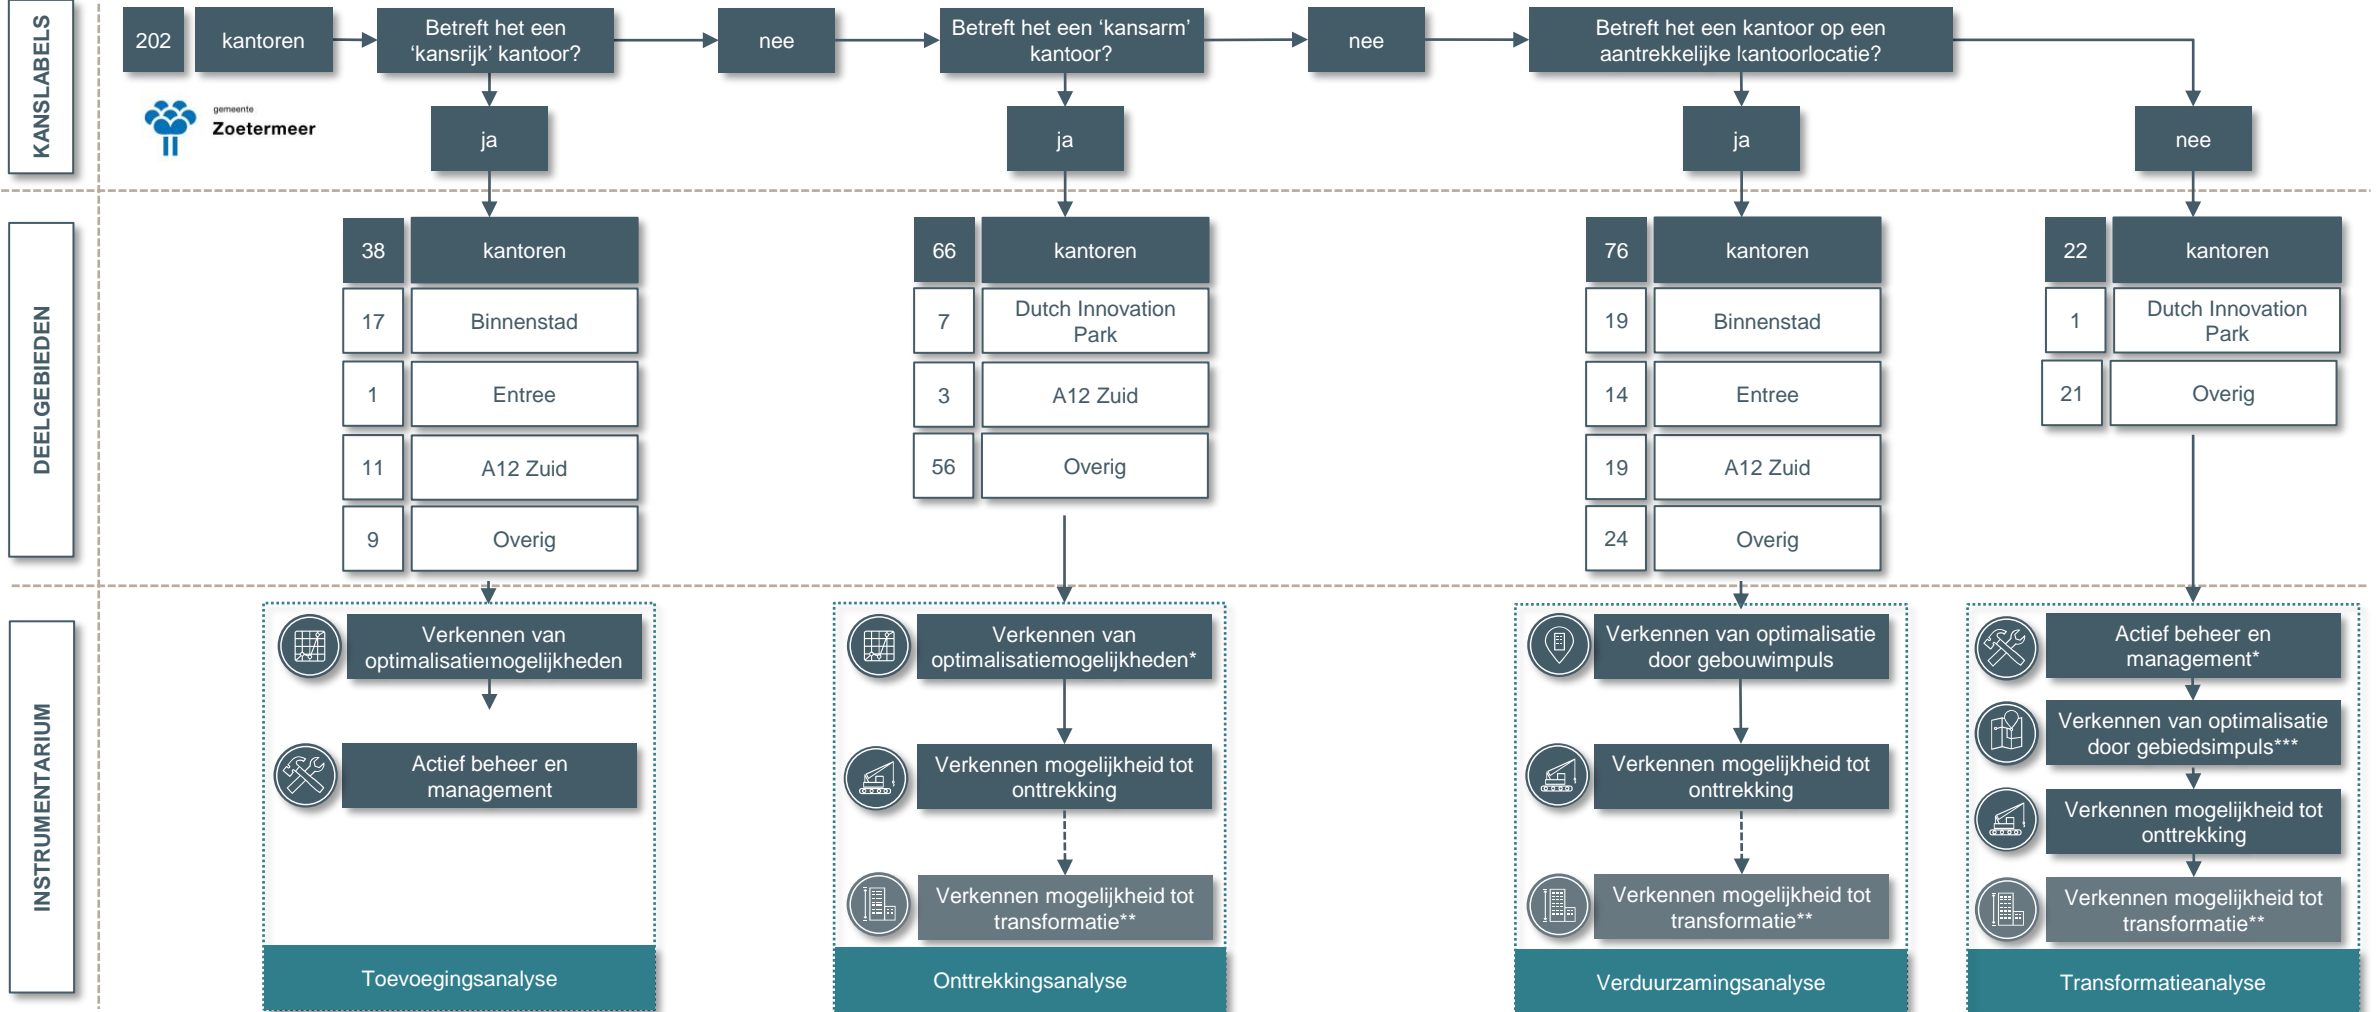 KANSLABELS
202
kantoren
Betreft het een
‘kansrijk’ kantoor?
nee
Betreft het een ‘kansarm’
kantoor?
nee
Betreft het een kantoor op een
aantrekkelijke kantoorlocatie?
gemeente
Zoetermeer
ja
ja
ja
nee
DEELGEBIEDEN
38 kantoren
17 Binnenstad
1 Entree
11 A12 Zuid
9 Overig
66 kantoren
7 Dutch Innovation
Park
3 A12 Zuid
56 Overig
76 kantoren
19 Binnenstad
14 Entree
19 A12 Zuid
24 Overig
22 kantoren
1 Dutch Innovation
Park
21 Overig
INSTRUMENTARIUM
Verkennen van
optimalisatiemogelijkheden
Actief beheer en
management
Toevoegingsanalyse
Verkennen van
optimalisatiemogelijkheden*
Verkennen mogelijkheid tot
onttrekking
Verkennen mogelijkheid tot
transformatie**
Onttrekkingsanalyse
Verkennen van optimalisatie
door gebouwimpuls
Verkennen mogelijkheid tot
onttrekking
Verkennen mogelijkheid tot
transformatie**
Verduurzamingsanalyse
Actief beheer en
management*
Verkennen van optimalisatie
door gebiedsimpuls***
Verkennen mogelijkheid tot
onttrekking
Verkennen mogelijkheid tot
transformatie**
Transformatieanalyse